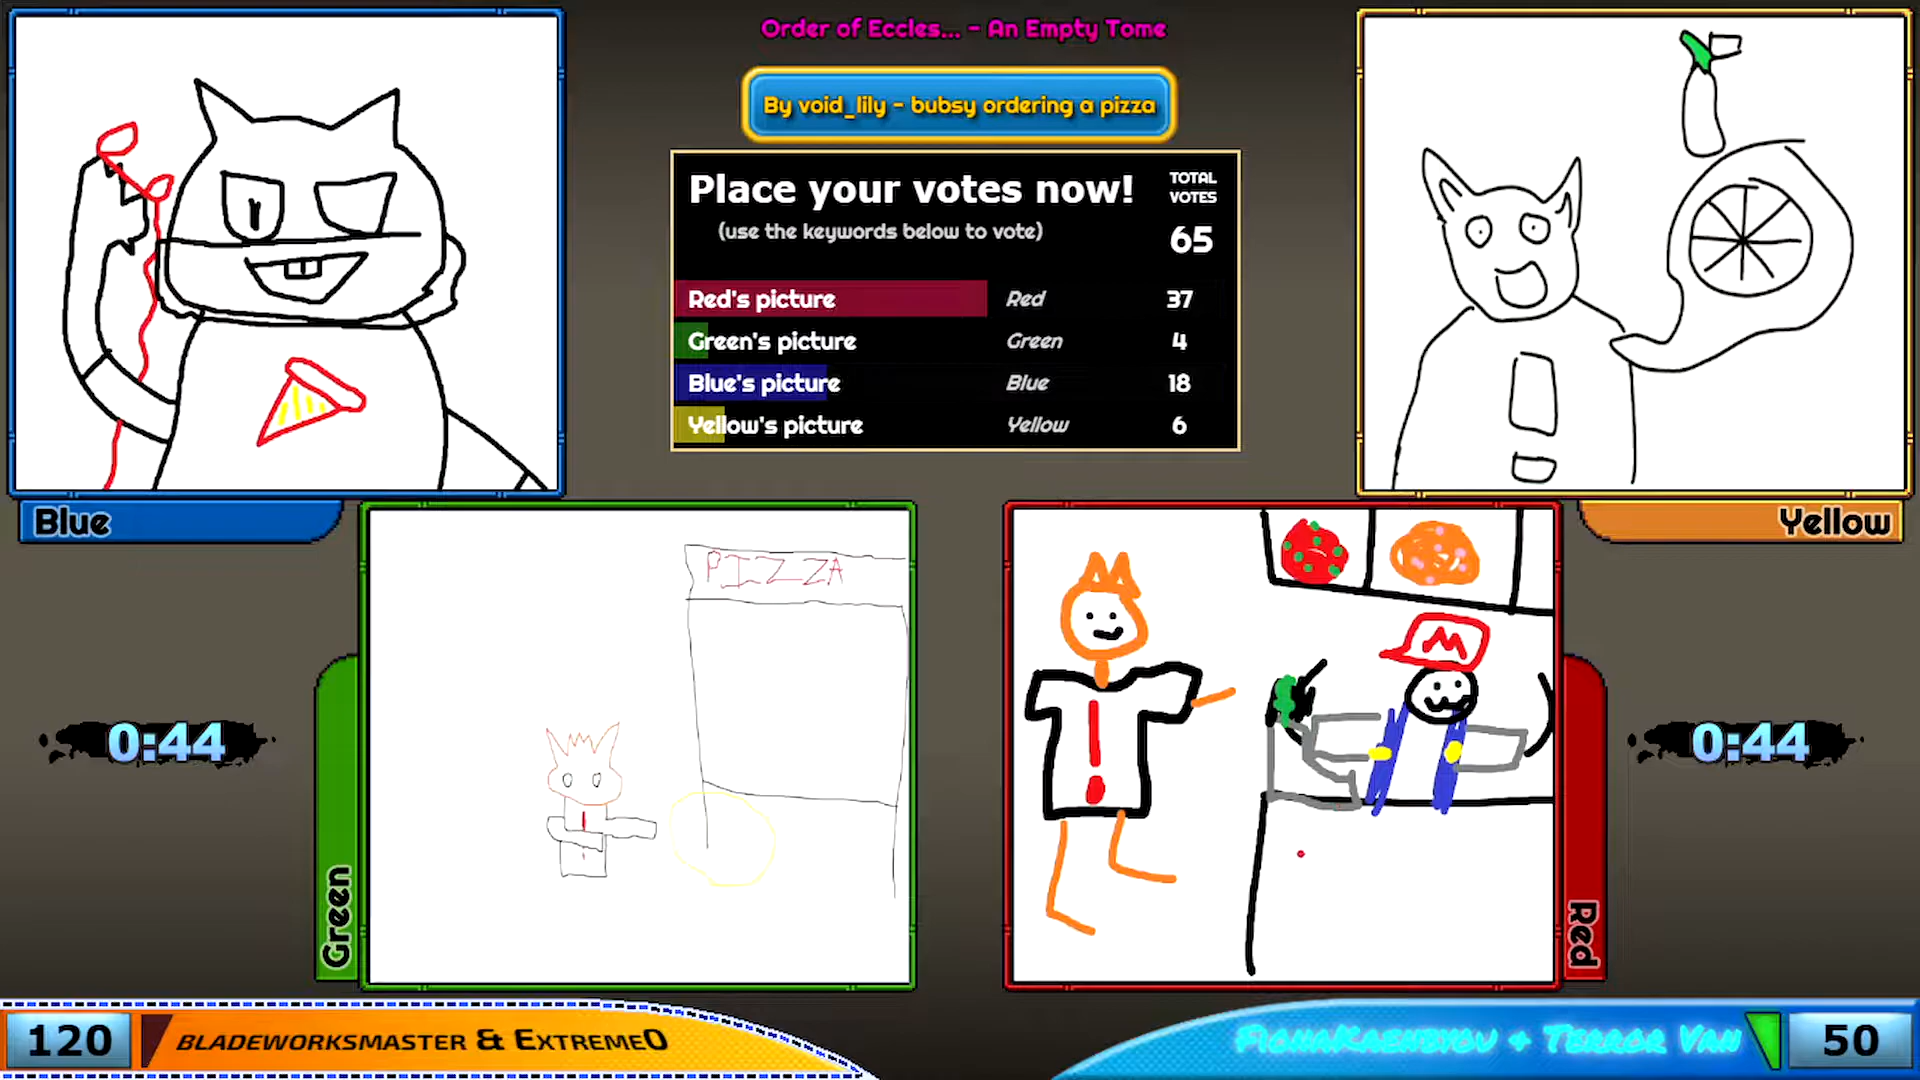 Order of Eccles... - An Empty Tome
By void_lily - bubsy ordering a pizza
Place your votes now!
TOTAL VOTES
(use the keywords below to vote)
65
Red's picture Red 37
Green's picture Green 4
Blue's picture Blue 18
Yellow's picture Yellow 6
Blue
Yellow
PIZZA
M
0:44
0:44
Green
Red
120
BLADEWORKSMASTER & EXTREME0
50